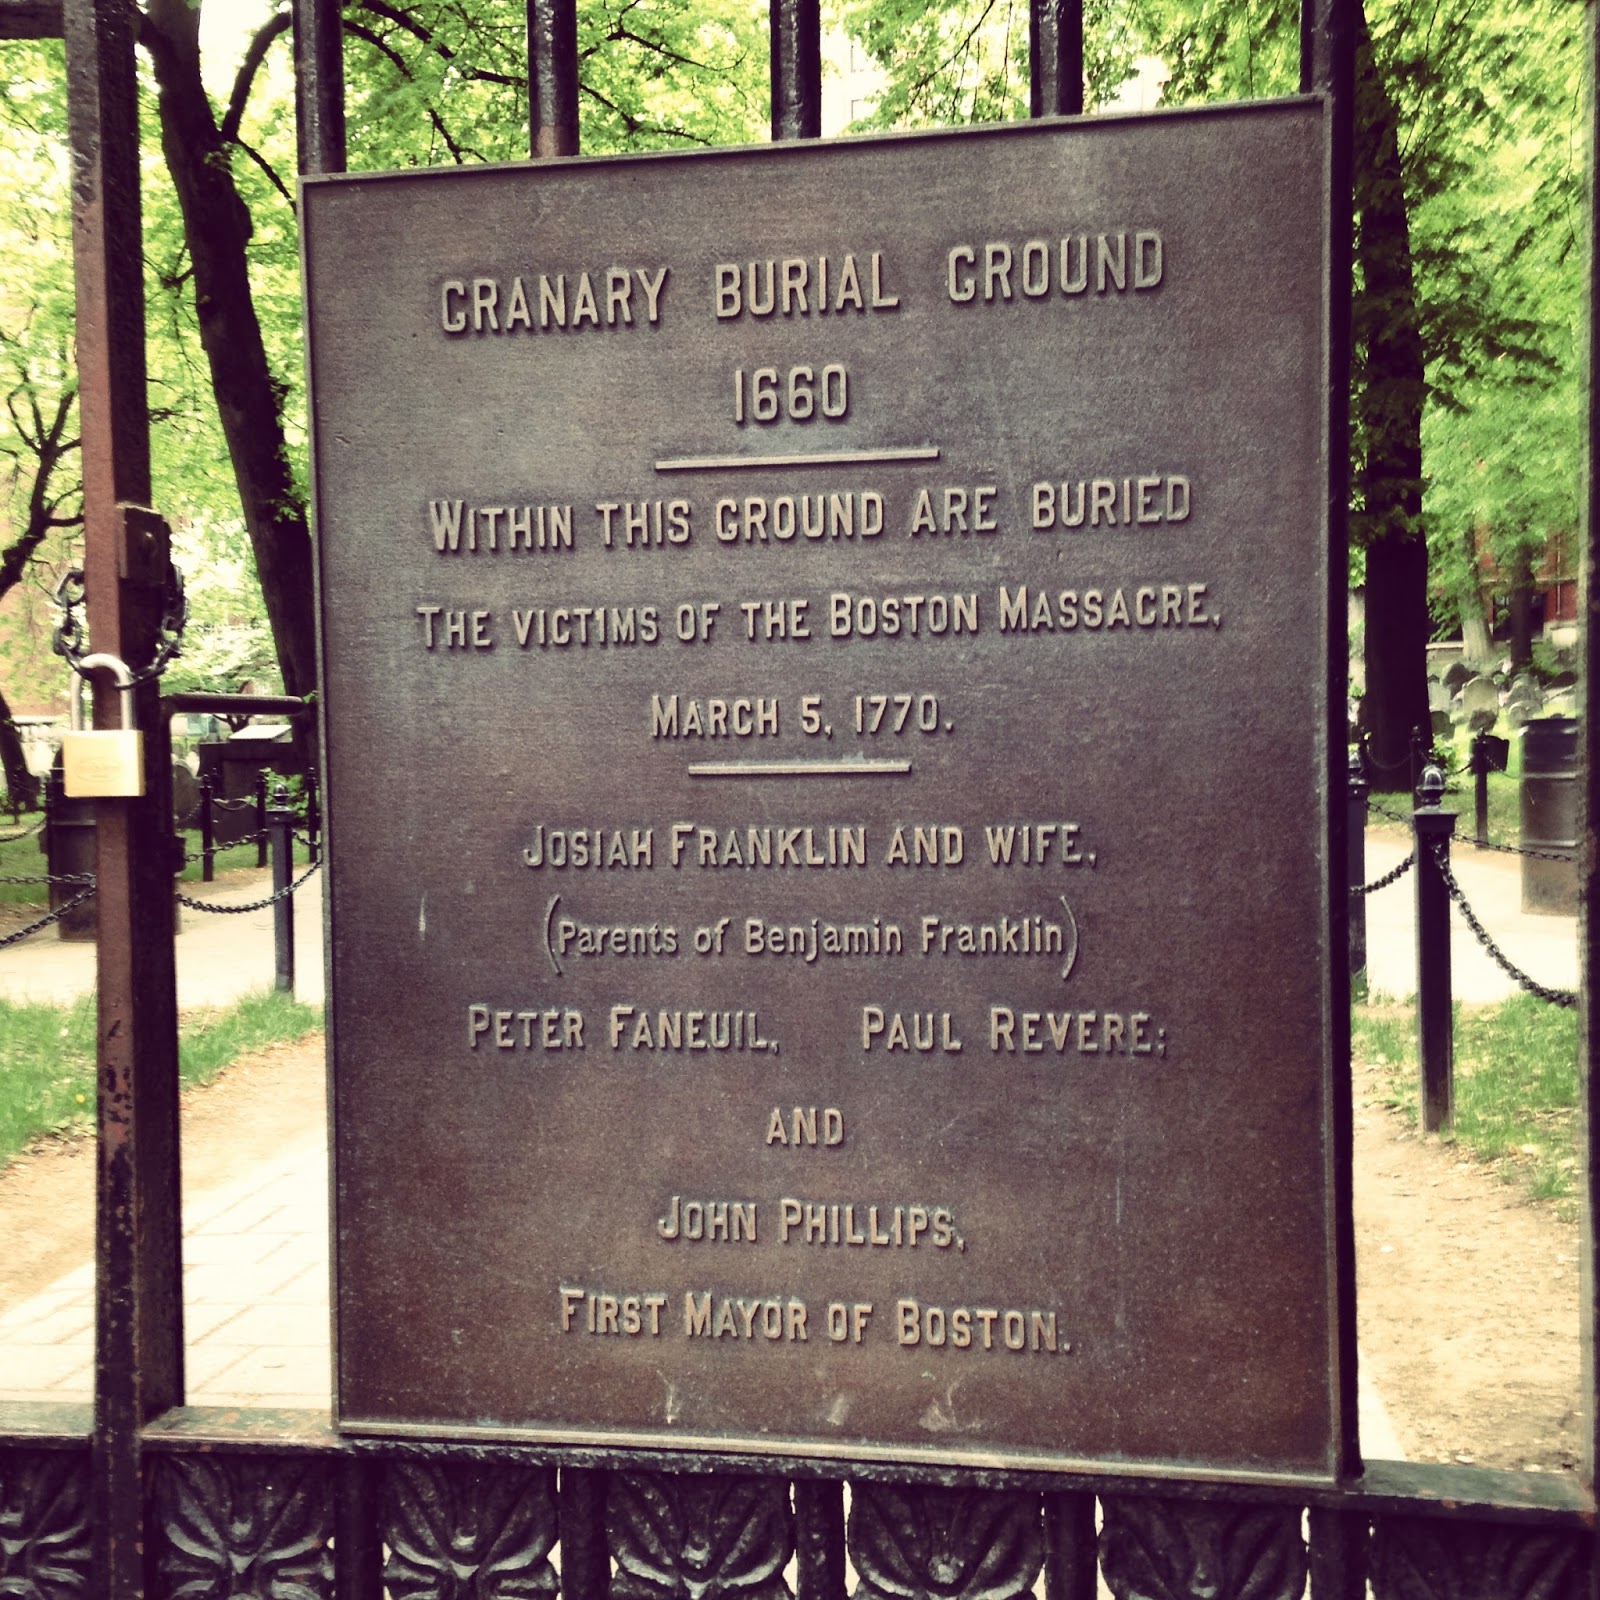 GRANARY BURIAL GROUND
1660
WITHIN THIS GROUND ARE BURIED
THE VICTIMS OF THE BOSTON MASSACRE,
MARCH 5, 1770.
JOSIAH FRANKLIN AND WIFE,
(Parents of Benjamin Franklin)
PETER FANEUIL, PAUL REVERE;
AND
JOHN PHILLIPS,
FIRST MAYOR OF BOSTON.